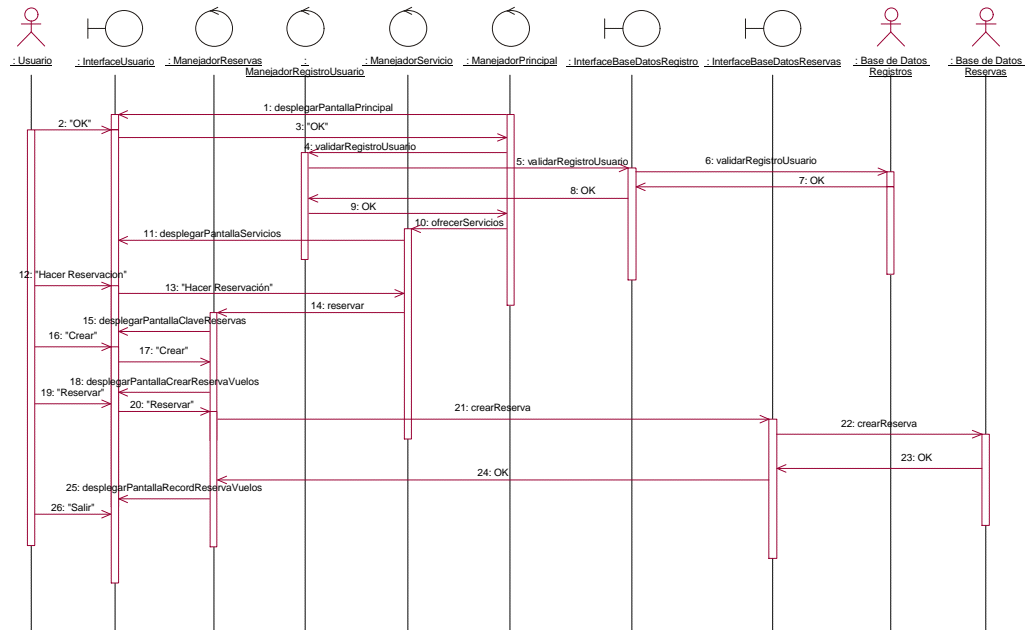 : Usuario
: InterfaceUsuario
: ManejadorReservas
:
ManejadorRegistroUsuario
: ManejadorServicio
: ManejadorPrincipal
: InterfaceBaseDatosRegistro
: InterfaceBaseDatosReservas
: Base de Datos
Registros
: Base de Datos
Reservas
1: desplegarPantallaPrincipal
2: "OK"
3: "OK"
4: validarRegistroUsuario
5: validarRegistroUsuario
6: validarRegistroUsuario
7: OK
8: OK
9: OK
10: ofrecerServicios
11: desplegarPantallaServicios
12: "Hacer Reservacion"
13: "Hacer Reservación"
14: reservar
15: desplegarPantallaClaveReservas
16: "Crear"
17: "Crear"
18: desplegarPantallaCrearReservaVuelos
19: "Reservar"
20: "Reservar"
21: crearReserva
22: crearReserva
23: OK
24: OK
25: desplegarPantallaRecordReservaVuelos
26: "Salir"